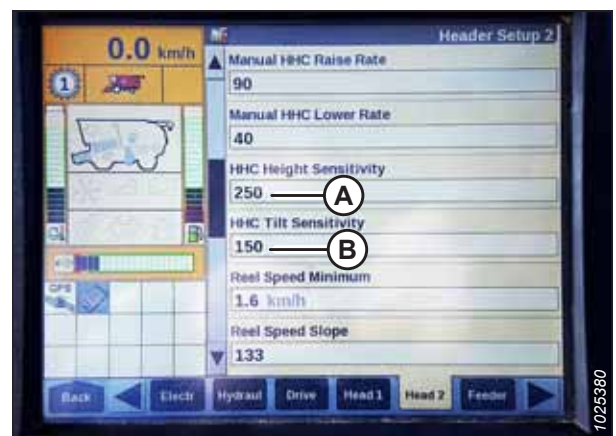 0.0 km/h
Header Setup 2
1
Manual HHC Raise Rate
90
Manual HHC Lower Rate
40
HHC Height Sensitivity
250
A
HHC Tilt Sensitivity
150
B
Reel Speed Minimum
1.6 km/h
GPS
Reel Speed Slope
133
Back
Electr
Hydraul
Drive
Head 1
Head 2
Feeder
1025380